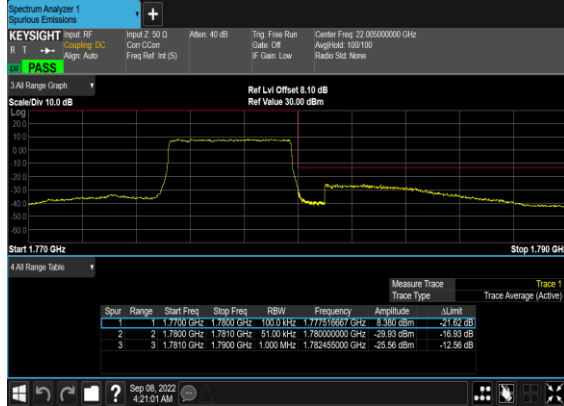 Spectrum Analyzer 1
Spurious Emissions
+
KEYSIGHT Input: RF Input Z: 50 Ω Atten: 40 dB Trig: Free Run Center Freq: 22.005000000 GHz
R T Coupling: DC Corr CCorr Gate: Off Avg|Hold: 100/100
Align: Auto Freq Ref: Int (S) IF Gain: Low Radio Std: None
PASS
3 All Range Graph
Ref Lvl Offset 8.10 dB
Scale/Div 10.0 dB Ref Value 30.00 dBm
Log
20.0
10.0
0.00
-10.0
-20.0
-30.0
-40.0
-50.0
-60.0
Start 1.770 GHz Stop 1.790 GHz
4 All Range Table
Measure Trace Trace 1
Trace Type Trace Average (Active)
Spur Range Start Freq Stop Freq RBW Frequency Amplitude ΔLimit
1 1 1.7700 GHz 1.7800 GHz 100.0 kHz 1.777516667 GHz 8.380 dBm -21.62 dB
2 2 1.7800 GHz 1.7810 GHz 51.00 kHz 1.780000000 GHz -29.93 dBm -16.93 dB
3 3 1.7810 GHz 1.7900 GHz 1.000 MHz 1.782455000 GHz -25.56 dBm -12.56 dB
? Sep 08, 2022
4:21:01 AM